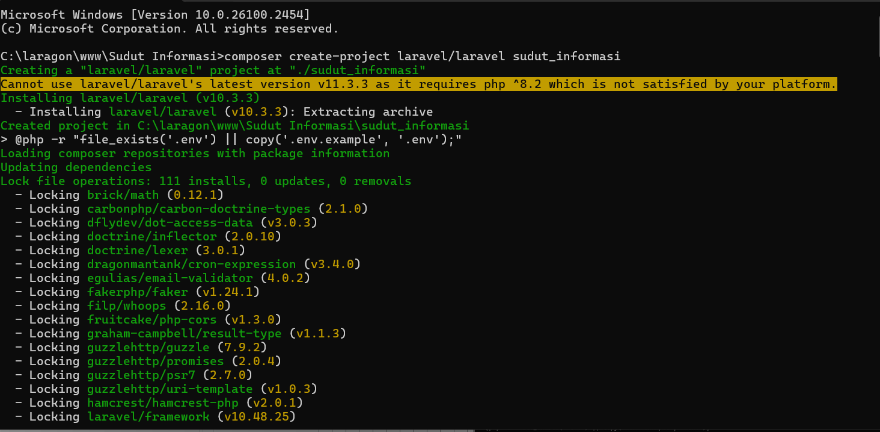 Microsoft Windows [Version 10.0.26100.2454]
(c) Microsoft Corporation. All rights reserved.
C:\laragon\www\Sudut Informasi>composer create-project laravel/laravel sudut_informasi
Creating a "laravel/laravel" project at "./sudut_informasi"
Cannot use laravel/laravel's latest version v11.3.3 as it requires php ^8.2 which is not satisfied by your platform.
Installing laravel/laravel (v10.3.3)
  - Installing laravel/laravel (v10.3.3): Extracting archive
Created project in C:\laragon\www\Sudut Informasi\sudut_informasi
> @php -r "file_exists('.env') || copy('.env.example', '.env');"
Loading composer repositories with package information
Updating dependencies
Lock file operations: 111 installs, 0 updates, 0 removals
  - Locking brick/math (0.12.1)
  - Locking carbonphp/carbon-doctrine-types (2.1.0)
  - Locking dflydev/dot-access-data (v3.0.3)
  - Locking doctrine/inflector (2.0.10)
  - Locking doctrine/lexer (3.0.1)
  - Locking dragonmantank/cron-expression (v3.4.0)
  - Locking egulias/email-validator (4.0.2)
  - Locking fakerphp/faker (v1.24.1)
  - Locking filp/whoops (2.16.0)
  - Locking fruitcake/php-cors (v1.3.0)
  - Locking graham-campbell/result-type (v1.1.3)
  - Locking guzzlehttp/guzzle (7.9.2)
  - Locking guzzlehttp/promises (2.0.4)
  - Locking guzzlehttp/psr7 (2.7.0)
  - Locking guzzlehttp/uri-template (v1.0.3)
  - Locking hamcrest/hamcrest-php (v2.0.1)
  - Locking laravel/framework (v10.48.25)